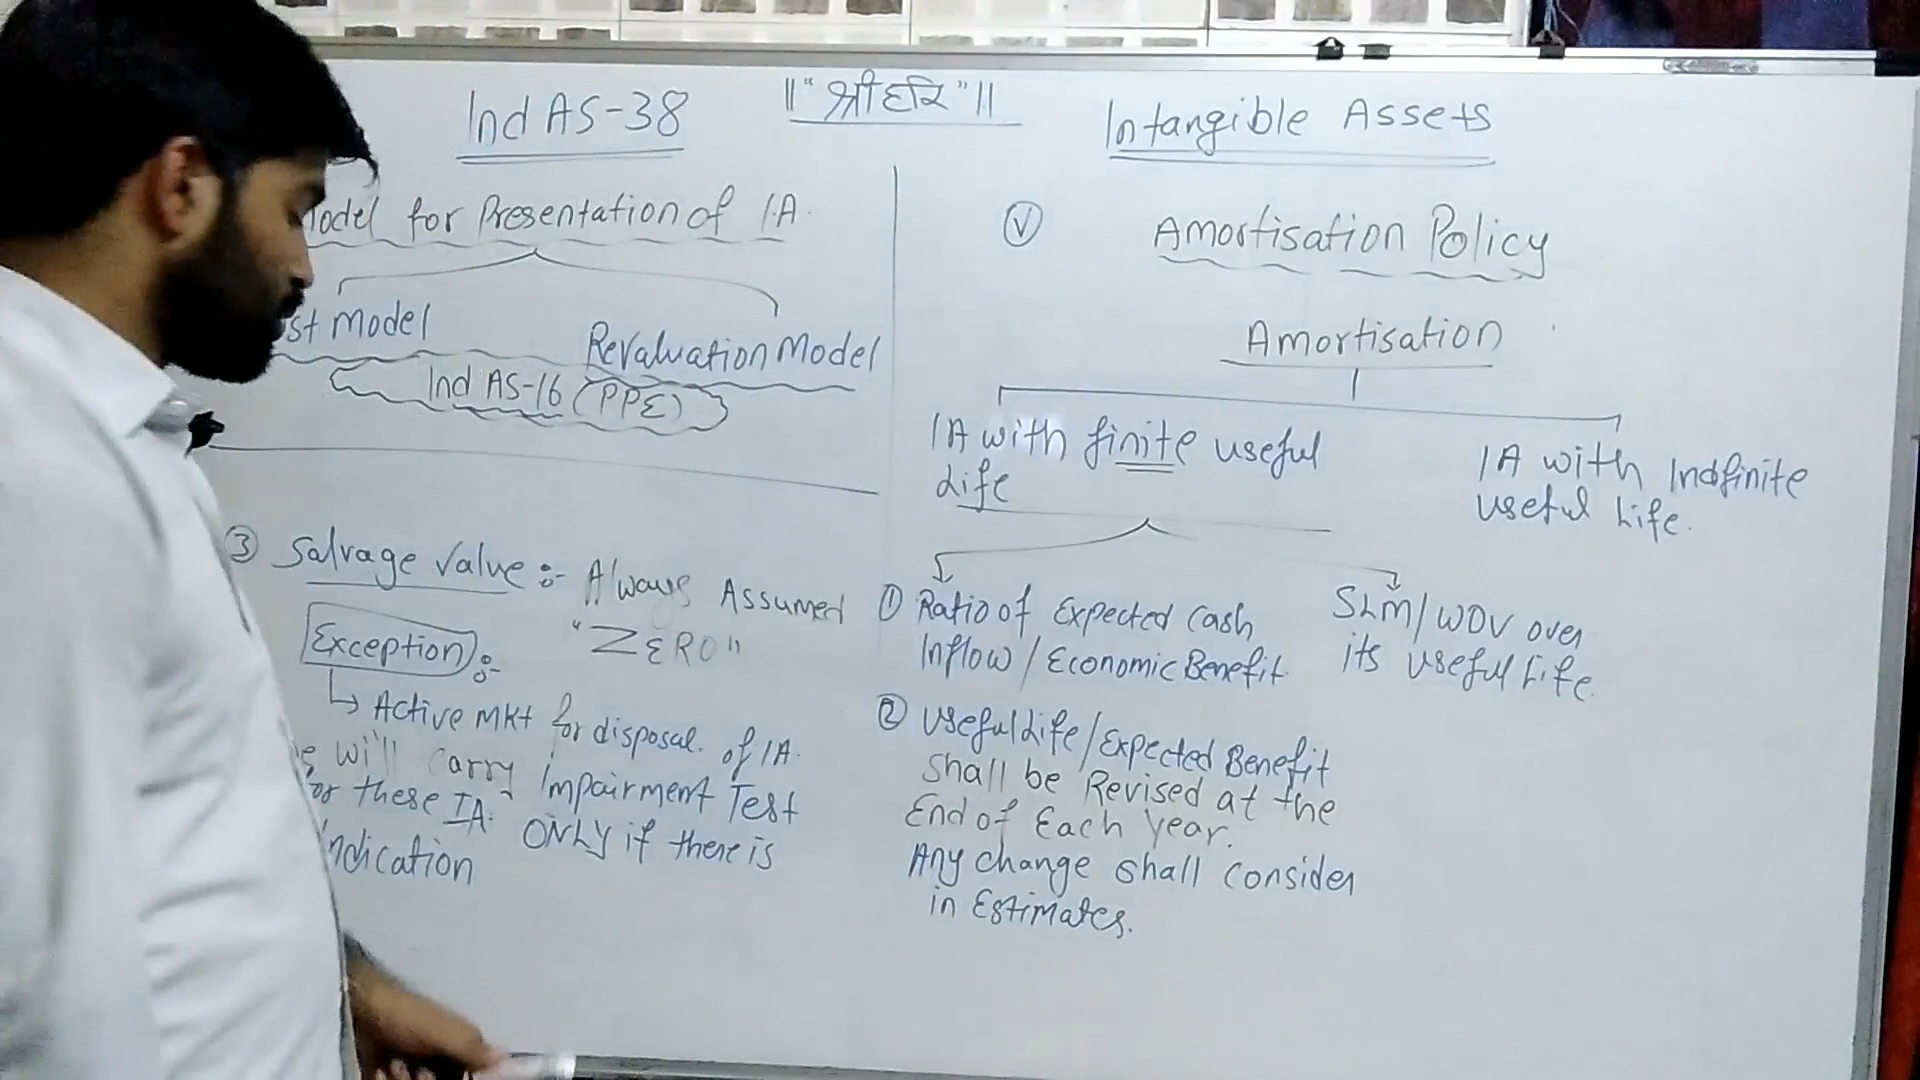 Ind AS-38
॥ "श्रीहरि" ॥
Intangible Assets
Model for Presentation of I.A.
st Model
Revaluation Model
Ind AS-16 (PPE)
③ Salvage Value :- Always Assumed
"ZERO"
Exception :-
↳ Active Mkt for disposal. of IA.
will carry Impairment Test
for these IA. ONLY if there is
indication
Ⓥ Amortisation Policy
Amortisation
IA with finite useful
Life
IA with Indefinite
useful Life.
① Ratio of Expected Cash
Inflow / Economic Benefit.
SLM / WDV over
its useful Life.
② Useful Life / Expected Benefit
Shall be Revised at the
End of Each Year.
Any change shall consider
in Estimates.